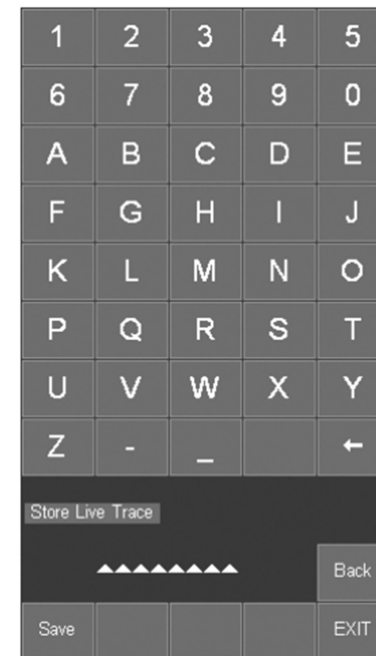 1 2 3 4 5
6 7 8 9 0
A B C D E
F G H I J
K L M N O
P Q R S T
U V W X Y
Z - _ ←
Store Live Trace
Back
Save EXIT